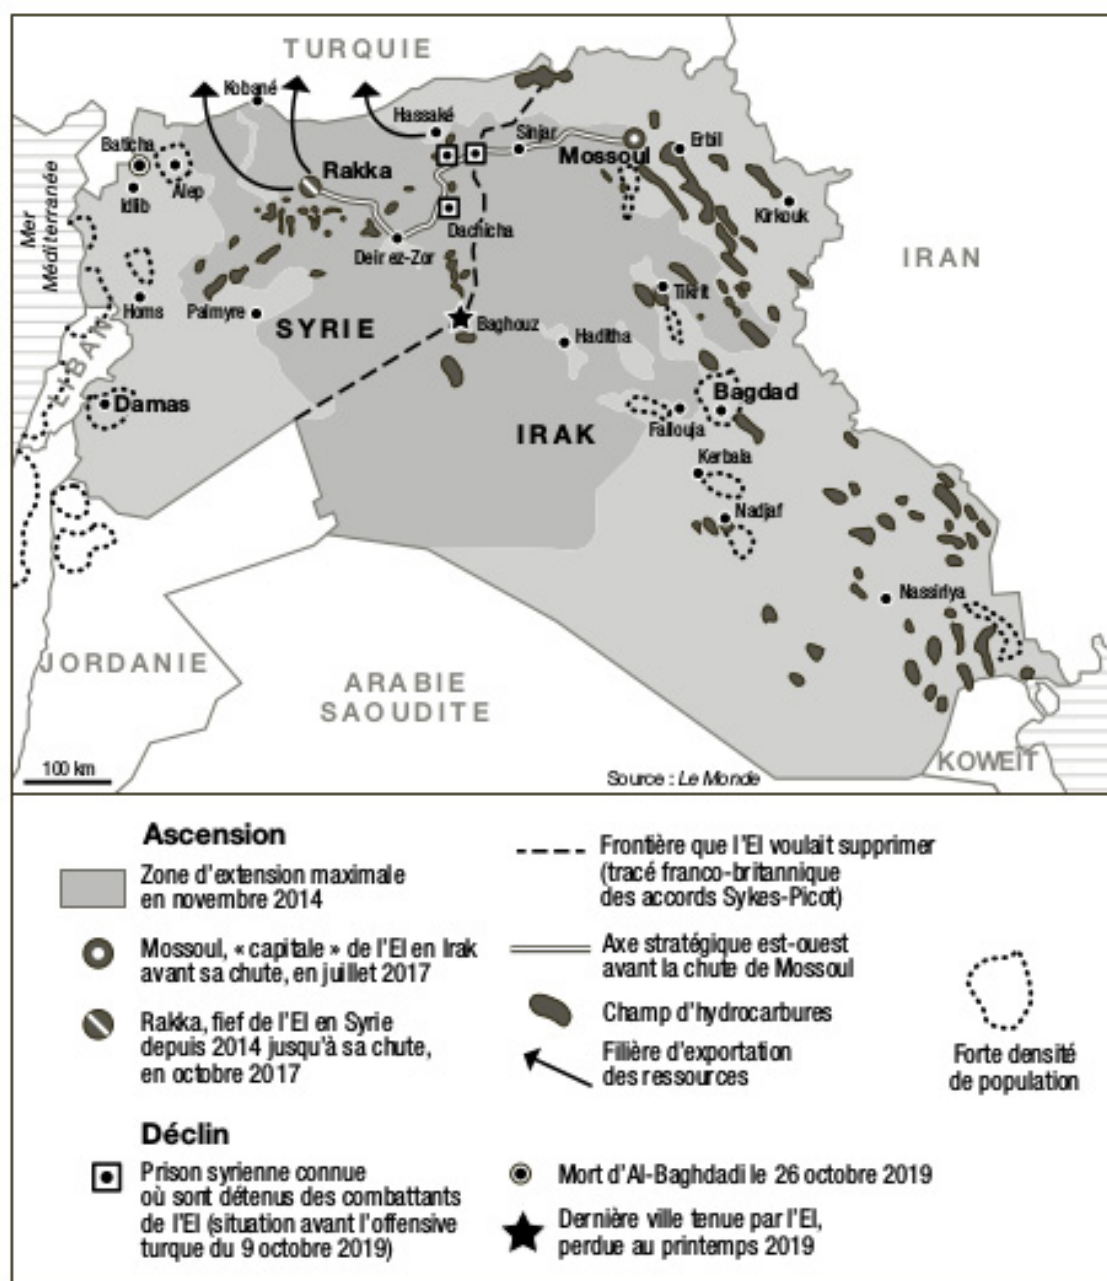 TURQUIE
Kobané
Hassaké
Sinjar
Mossoul
Erbil
Baticha
Alep
Idlib
Rakka
Kirkouk
Mer
Méditerranée
Dachicha
Deir ez-Zor
IRAN
Homs
Palmyre
SYRIE
Baghouz
Tikrit
Haditha
LIBAN
Damas
Bagdad
IRAK
Fallouja
Kerbala
Nadjaf
Nassiriya
JORDANIE
ARABIE
SAOUDITE
KOWEÏT
100 km
Source : Le Monde
Ascension
Zone d'extension maximale
en novembre 2014
Mossoul, « capitale » de l'EI en Irak
avant sa chute, en juillet 2017
Rakka, fief de l'EI en Syrie
depuis 2014 jusqu'à sa chute,
en octobre 2017
Frontière que l'EI voulait supprimer
(tracé franco-britannique
des accords Sykes-Picot)
Axe stratégique est-ouest
avant la chute de Mossoul
Champ d'hydrocarbures
Filière d'exportation
des ressources
Forte densité
de population
Déclin
Prison syrienne connue
où sont détenus des combattants
de l'EI (situation avant l'offensive
turque du 9 octobre 2019)
Mort d'Al-Baghdadi le 26 octobre 2019
Dernière ville tenue par l'EI,
perdue au printemps 2019